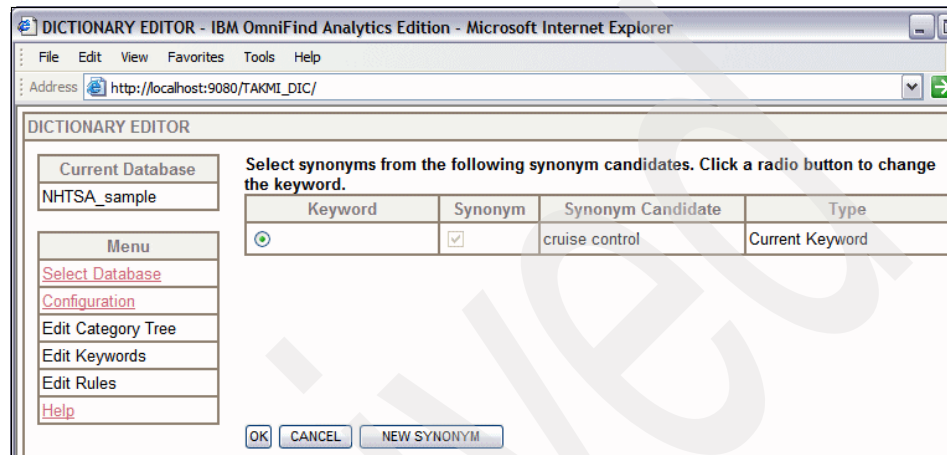 DICTIONARY EDITOR - IBM OmniFind Analytics Edition - Microsoft Internet Explorer
File Edit View Favorites Tools Help
Address http://localhost:9080/TAKMI_DIC/
DICTIONARY EDITOR
Current Database
NHTSA_sample
Menu
Select Database
Configuration
Edit Category Tree
Edit Keywords
Edit Rules
Help
Select synonyms from the following synonym candidates. Click a radio button to change
the keyword.
Keyword Synonym Synonym Candidate Type
cruise control Current Keyword
OK CANCEL NEW SYNONYM